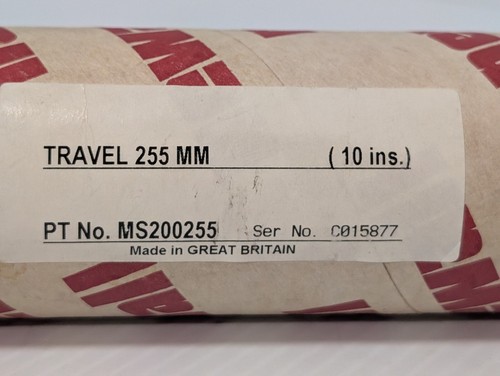 TRAVEL 255 MM (10 ins.)
PT No. MS200255 Ser No. C015877
Made in GREAT BRITAIN